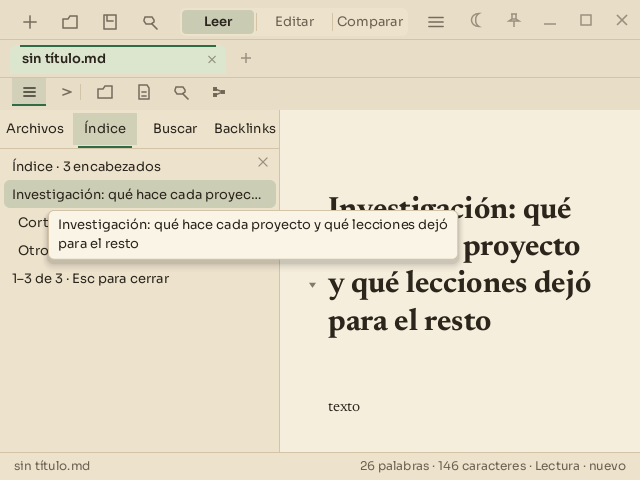 Leer
Editar
Comparar
sin título.md
Archivos
Índice
Buscar
Backlinks
Índice · 3 encabezados
Investigación: qué hace cada proyec…
Cort
Investigación: qué hace cada proyecto y qué lecciones dejó
para el resto
Otro
1–3 de 3 · Esc para cerrar
Investigación: qué
proyecto
y qué lecciones dejó
para el resto
texto
sin título.md
26 palabras · 146 caracteres · Lectura · nuevo